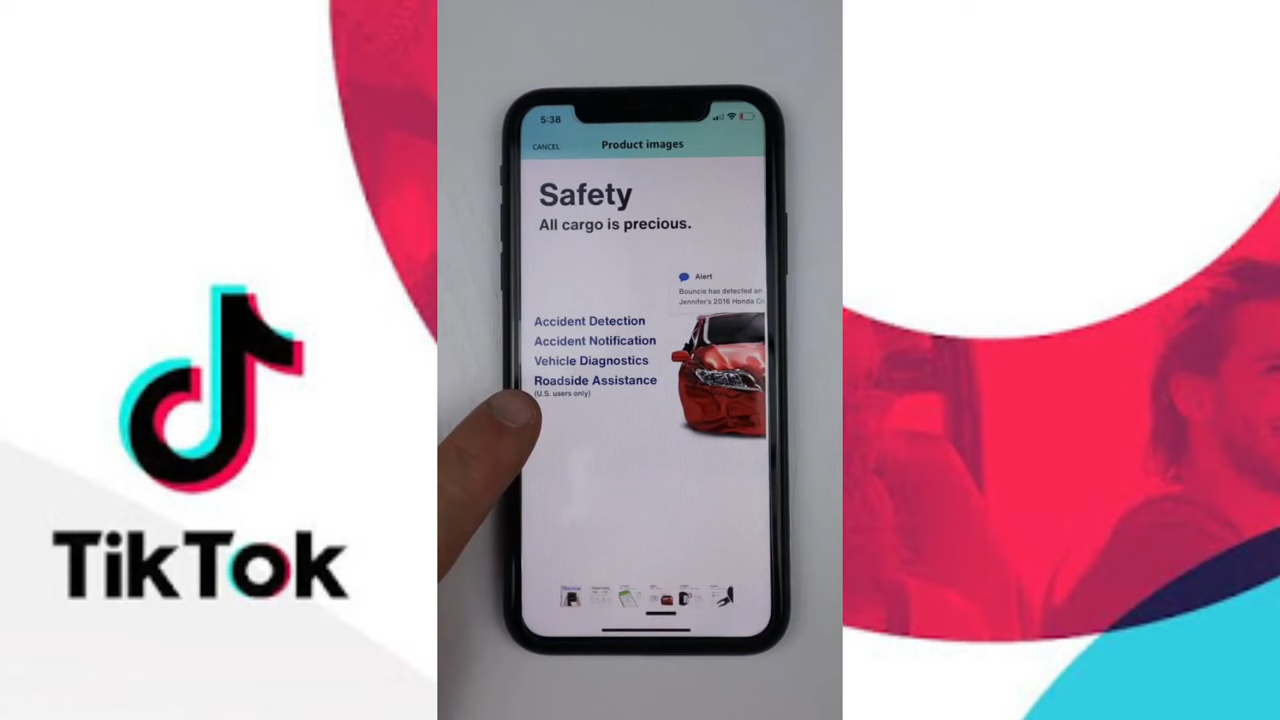 TikTok
5:38
CANCEL
Product images
Safety
All cargo is precious.
Alert
Bouncie has detected an
Jennifer's 2016 Honda
Accident Detection
Accident Notification
Vehicle Diagnostics
Roadside Assistance
(U.S. users only)